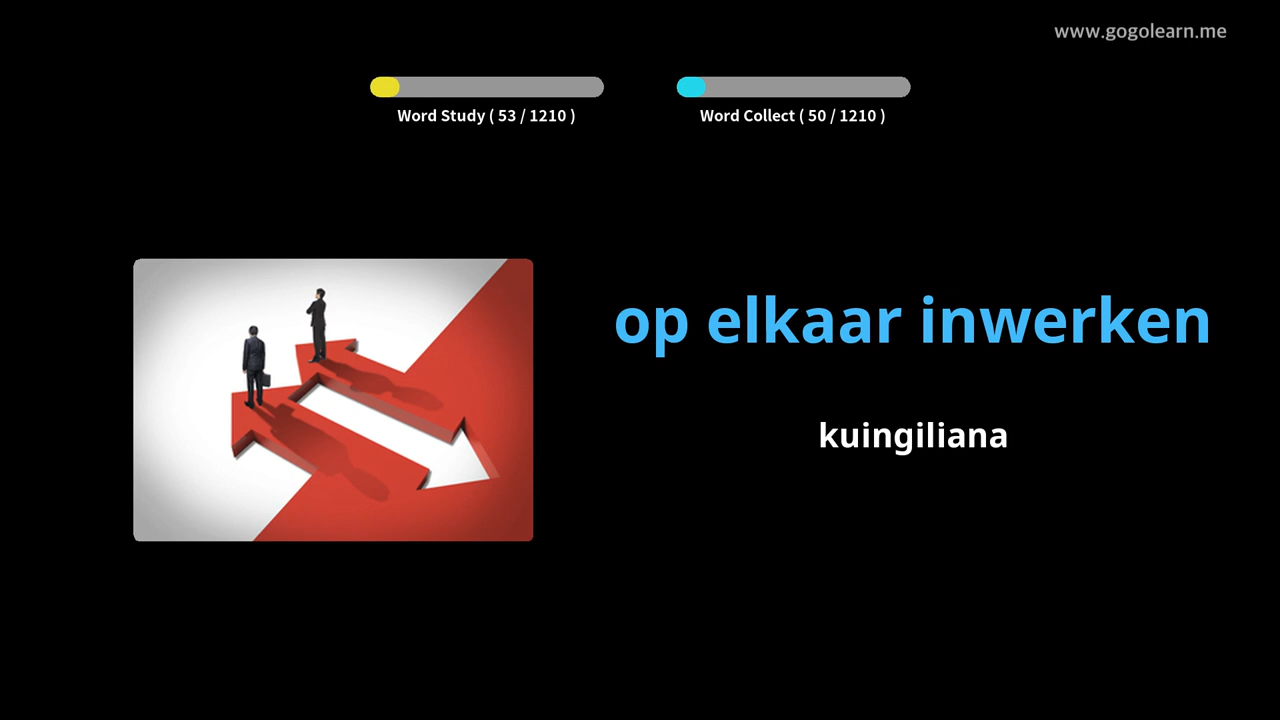 www.gogolearn.me
Word Study ( 53 / 1210 )
Word Collect ( 50 / 1210 )
op elkaar inwerken
kuingiliana